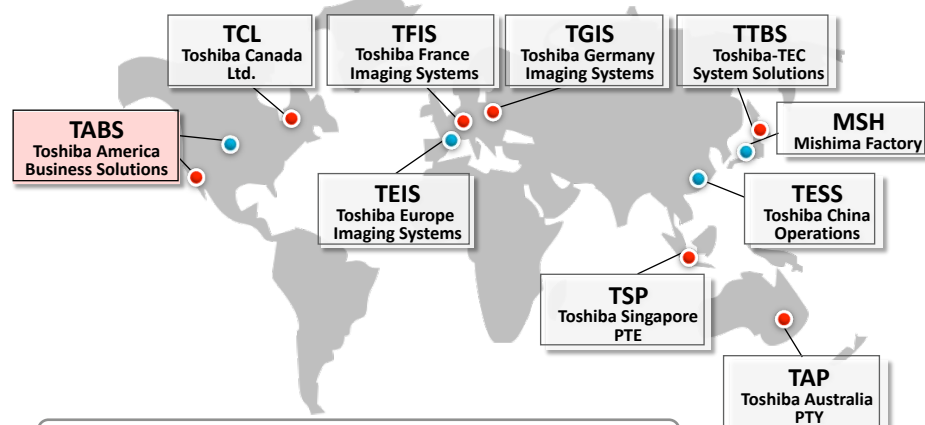 TCL
Toshiba Canada
Ltd.
TFIS
Toshiba France
Imaging Systems
TGIS
Toshiba Germany
Imaging Systems
TTBS
Toshiba-TEC
System Solutions
TABS
Toshiba America
Business Solutions
MSH
Mishima Factory
TEIS
Toshiba Europe
Imaging Systems
TESS
Toshiba China
Operations
TSP
Toshiba Singapore
PTE
TAP
Toshiba Australia
PTY